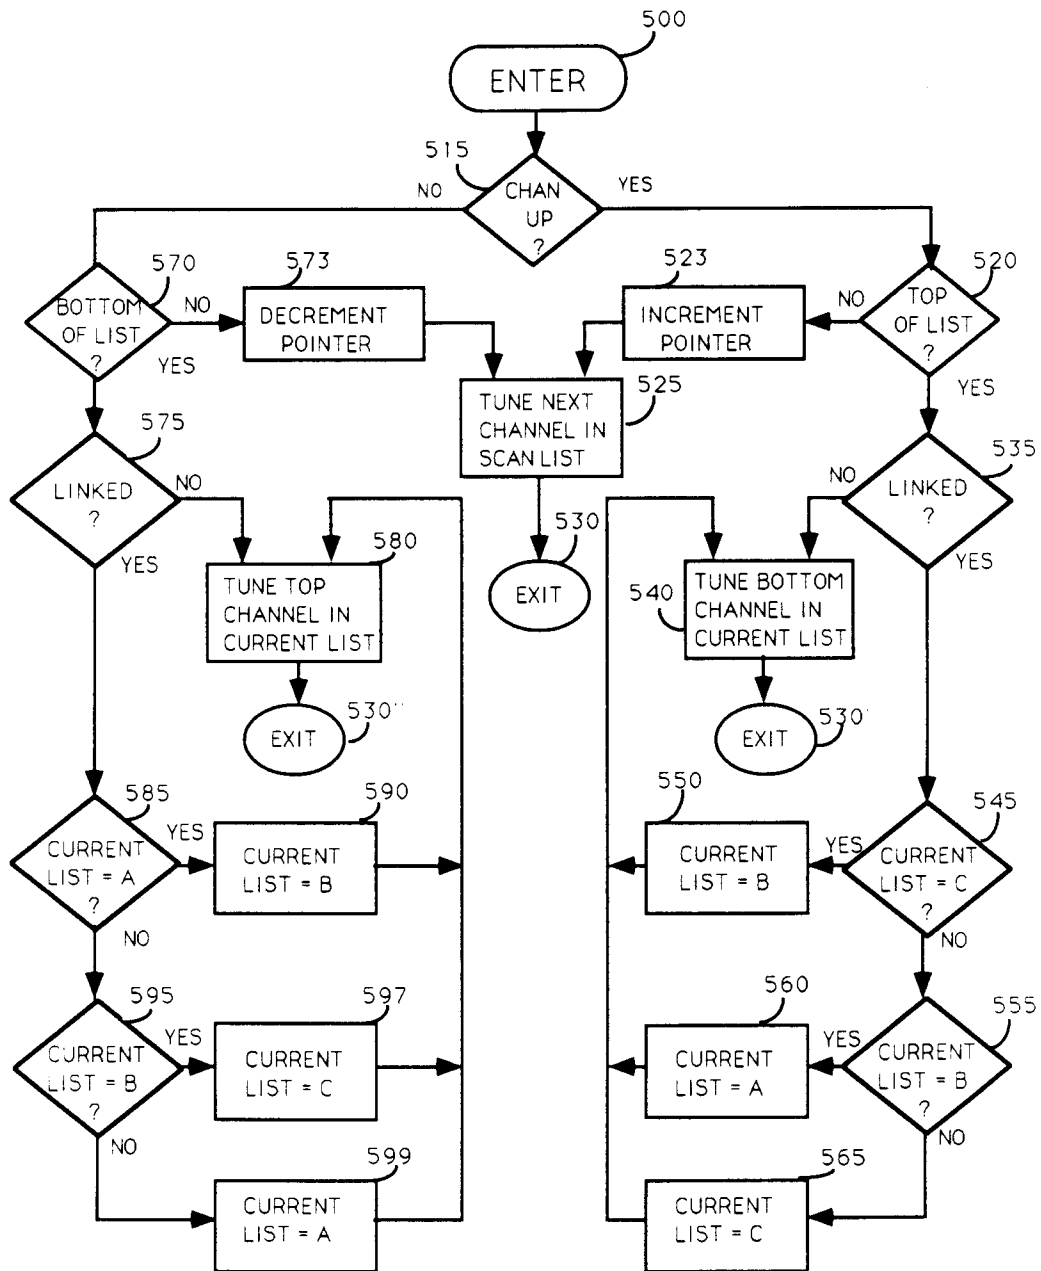 500
ENTER
515
CHAN
UP
?
NO
YES
570
BOTTOM
OF LIST
?
NO
YES
573
DECREMENT
POINTER
523
INCREMENT
POINTER
520
TOP
OF LIST
?
NO
YES
525
TUNE NEXT
CHANNEL IN
SCAN LIST
575
LINKED
?
NO
YES
535
LINKED
?
NO
YES
580
TUNE TOP
CHANNEL IN
CURRENT LIST
530
EXIT
540
TUNE BOTTOM
CHANNEL IN
CURRENT LIST
530''
EXIT
530'
EXIT
585
CURRENT
LIST = A
?
YES
NO
590
CURRENT
LIST = B
550
CURRENT
LIST = B
545
CURRENT
LIST = C
?
YES
NO
595
CURRENT
LIST = B
?
YES
NO
597
CURRENT
LIST = C
560
CURRENT
LIST = A
555
CURRENT
LIST = B
?
YES
NO
599
CURRENT
LIST = A
565
CURRENT
LIST = C